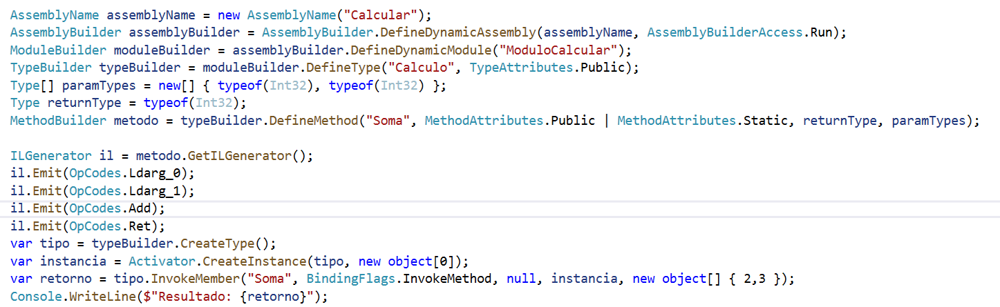 AssemblyName assemblyName = new AssemblyName("Calcular");
AssemblyBuilder assemblyBuilder = AssemblyBuilder.DefineDynamicAssembly(assemblyName, AssemblyBuilderAccess.Run);
ModuleBuilder moduleBuilder = assemblyBuilder.DefineDynamicModule("ModuloCalcular");
TypeBuilder typeBuilder = moduleBuilder.DefineType("Calculo", TypeAttributes.Public);
Type[] paramTypes = new[] { typeof(Int32), typeof(Int32) };
Type returnType = typeof(Int32);
MethodBuilder metodo = typeBuilder.DefineMethod("Soma", MethodAttributes.Public | MethodAttributes.Static, returnType, paramTypes);
ILGenerator il = metodo.GetILGenerator();
il.Emit(OpCodes.Ldarg_0);
il.Emit(OpCodes.Ldarg_1);
il.Emit(OpCodes.Add);
il.Emit(OpCodes.Ret);
var tipo = typeBuilder.CreateType();
var instancia = Activator.CreateInstance(tipo, new object[0]);
var retorno = tipo.InvokeMember("Soma", BindingFlags.InvokeMethod, null, instancia, new object[] { 2,3 });
Console.WriteLine($"Resultado: {retorno}");